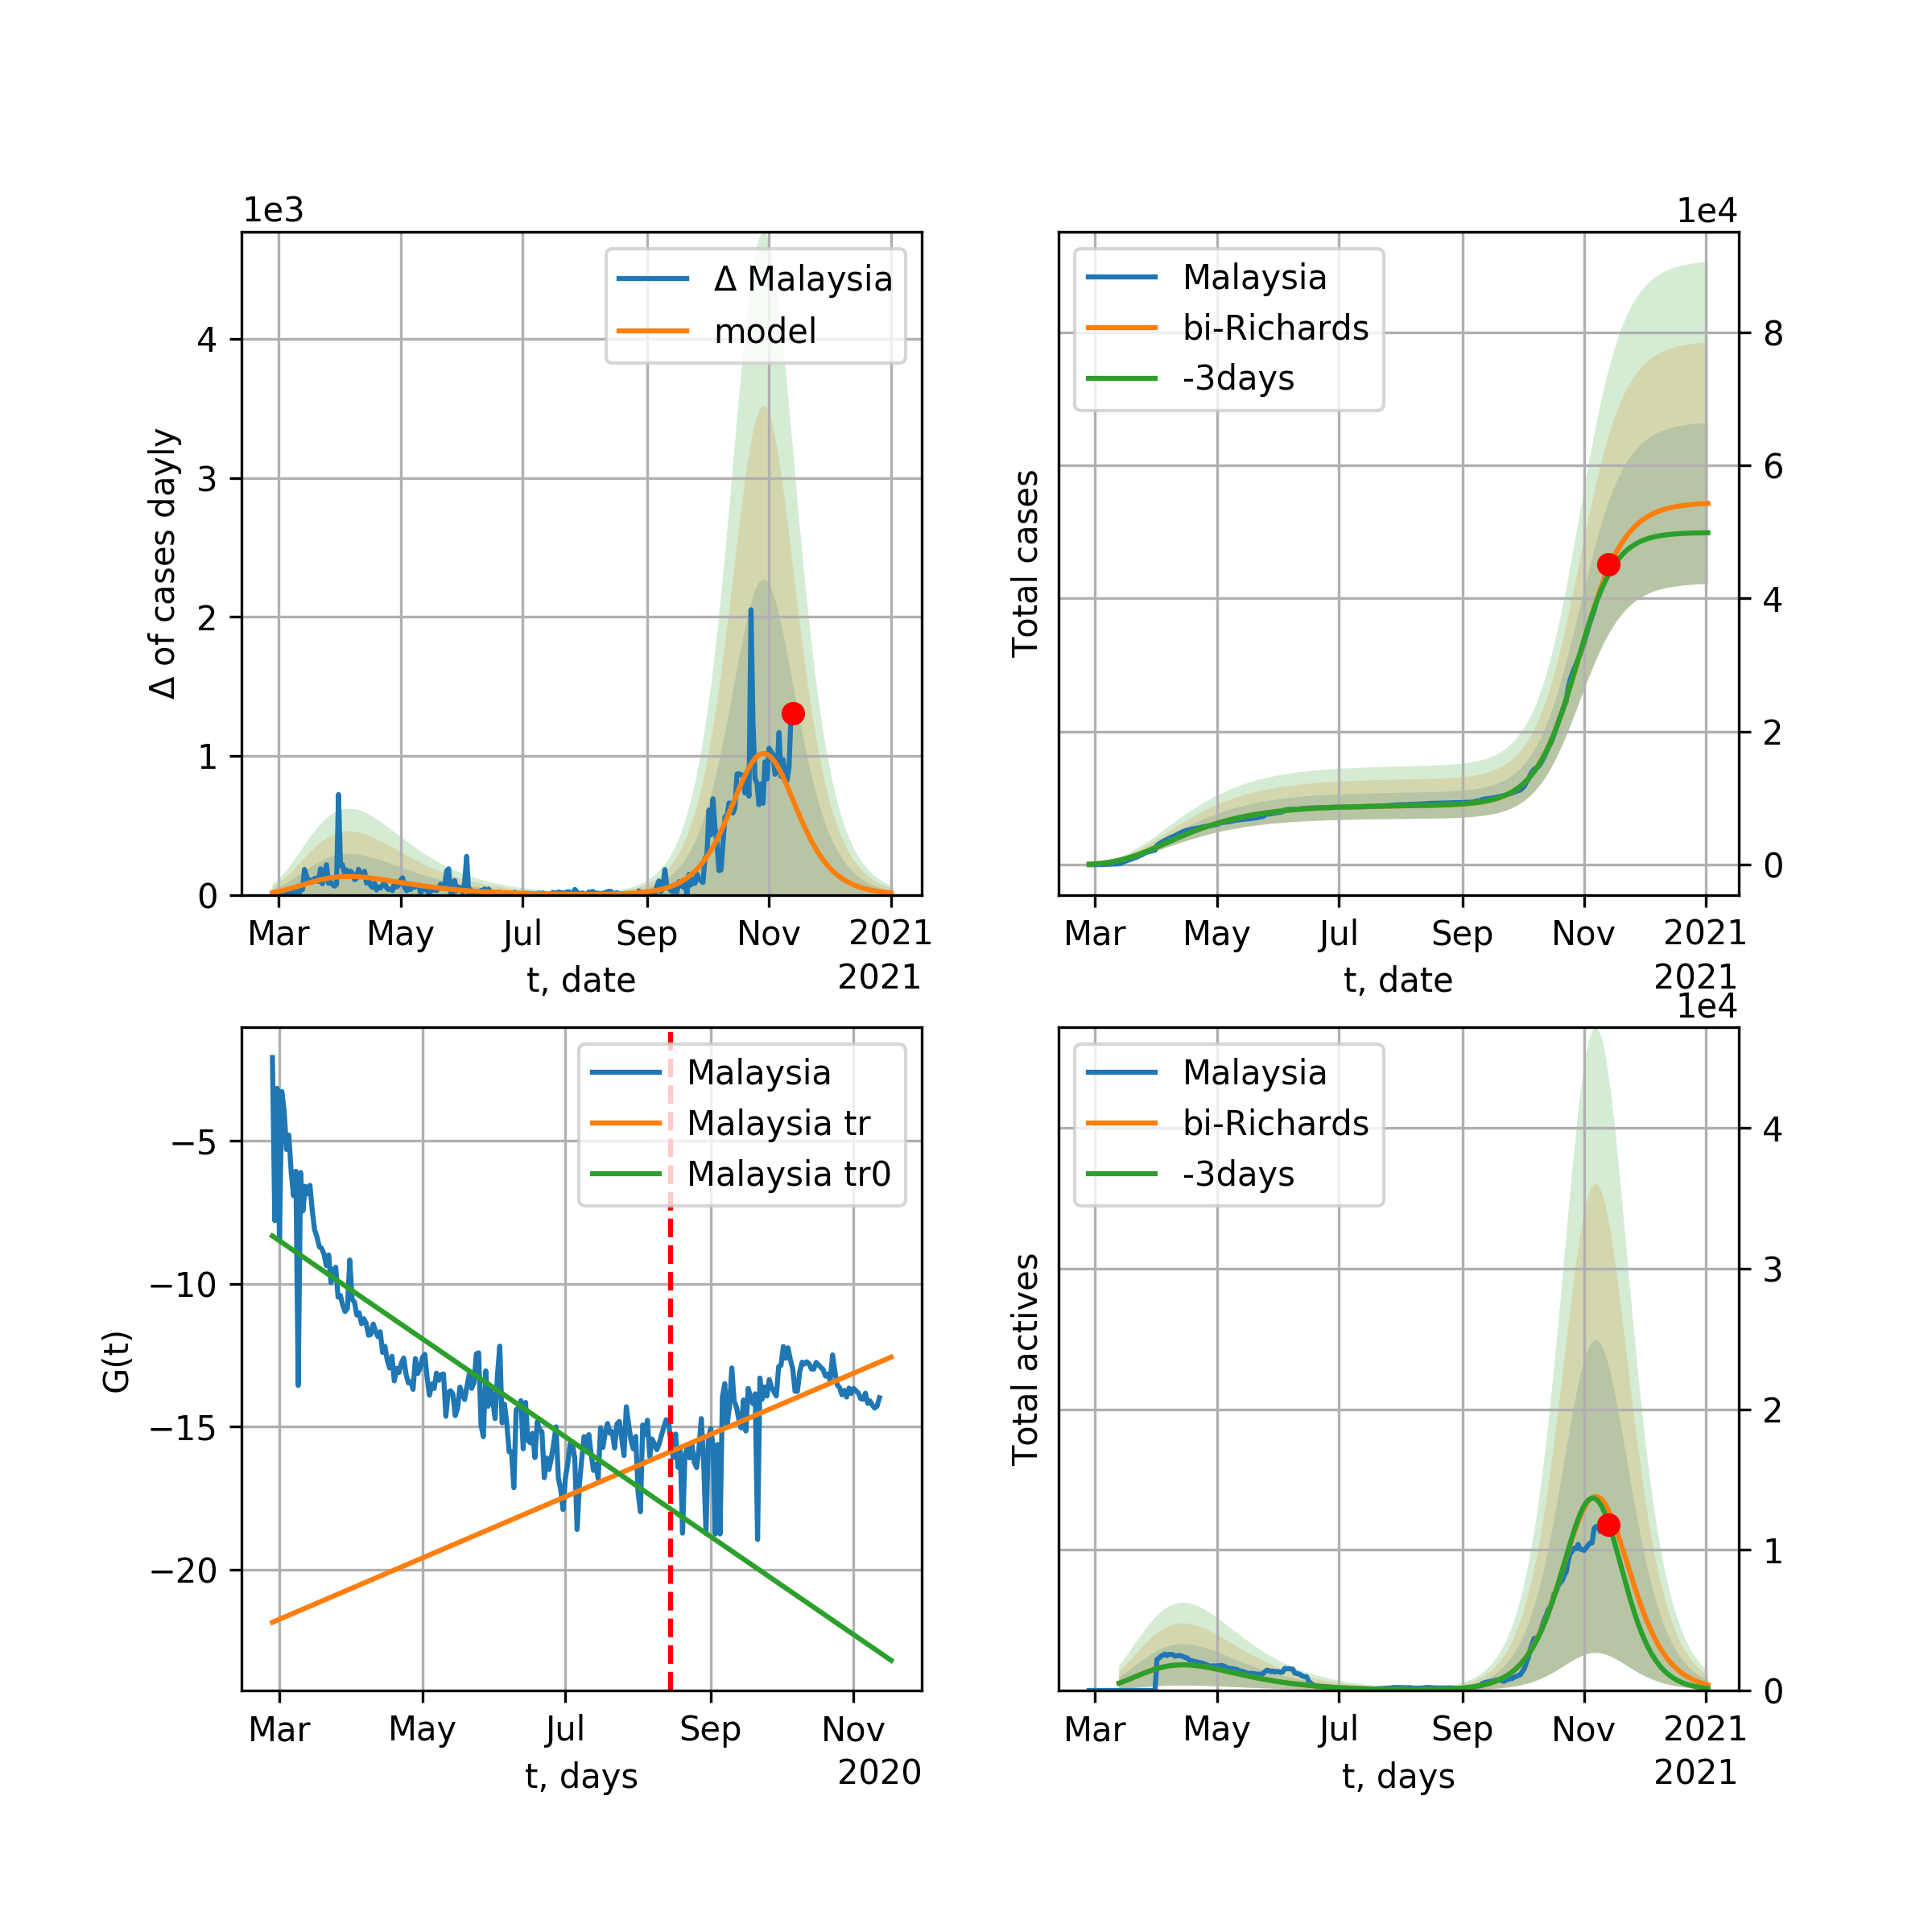 1e3
Δ Malaysia
model
4
3
2
1
0
Δ of cases dayly
Mar May Jul Sep Nov 2021
t, date
2021
1e4
Malaysia
bi-Richards
-3days
8
6
4
2
0
Total cases
Mar May Jul Sep Nov 2021
t, date
2021
Malaysia
Malaysia tr
Malaysia tr0
−5
−10
−15
−20
G(t)
Mar May Jul Sep Nov
t, days
2020
1e4
Malaysia
bi-Richards
-3days
4
3
2
1
0
Total actives
Mar May Jul Sep Nov 2021
t, days
2021